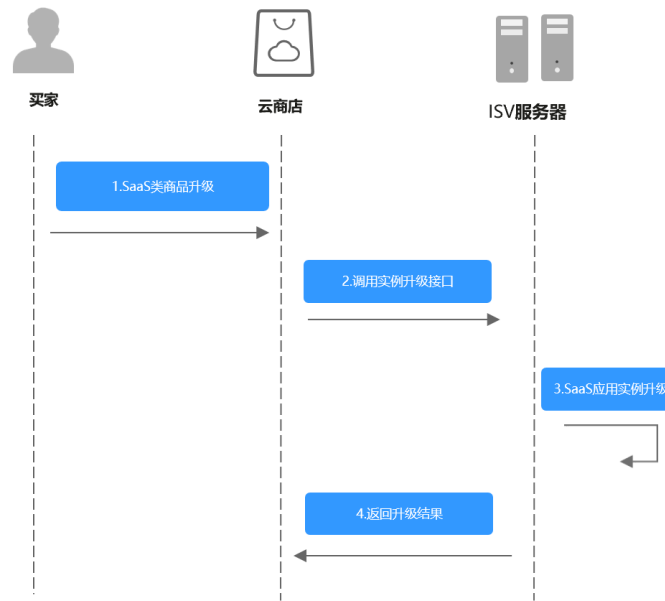 买家
云商店
ISV服务器
1.SaaS类商品升级
2.调用实例升级接口
3.SaaS应用实例升级
4.返回升级结果